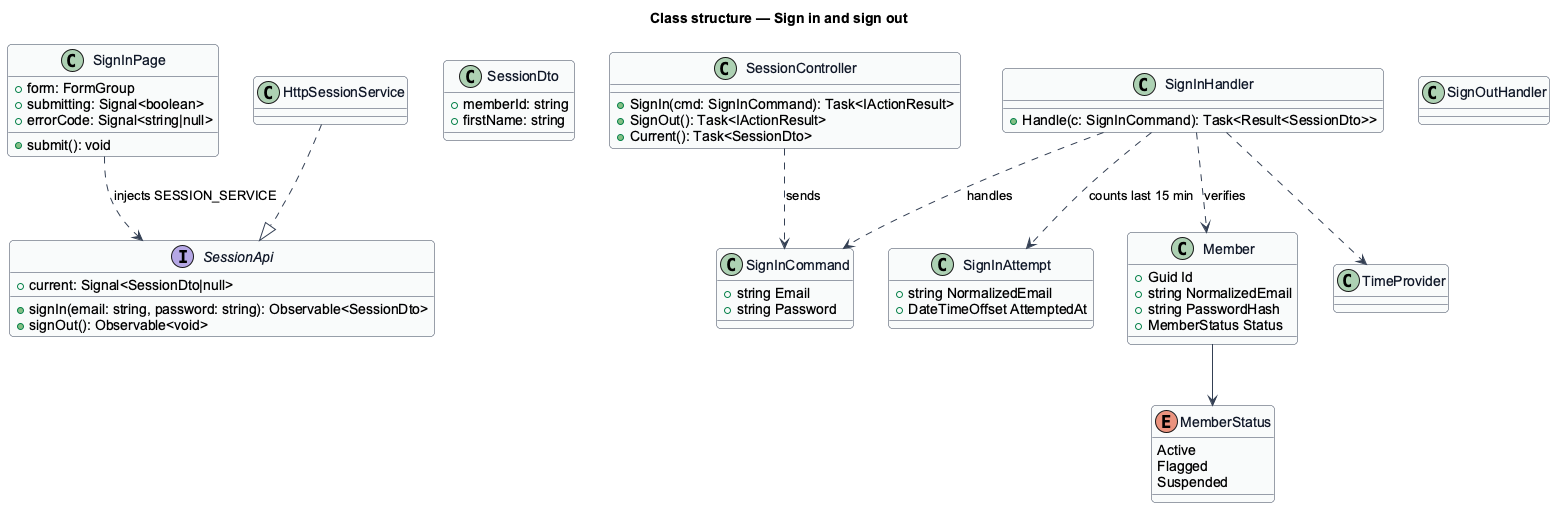 Class structure — Sign in and sign out
C SignInPage
form: FormGroup
submitting: Signal<boolean>
errorCode: Signal<string|null>
submit(): void
C HttpSessionService
C SessionDto
memberId: string
firstName: string
C SessionController
SignIn(cmd: SignInCommand): Task<IActionResult>
SignOut(): Task<IActionResult>
Current(): Task<SessionDto>
C SignInHandler
Handle(c: SignInCommand): Task<Result<SessionDto>>
C SignOutHandler
injects SESSION_SERVICE
sends
handles
counts last 15 min
verifies
I SessionApi
current: Signal<SessionDto|null>
signIn(email: string, password: string): Observable<SessionDto>
signOut(): Observable<void>
C SignInCommand
string Email
string Password
C SignInAttempt
string NormalizedEmail
DateTimeOffset AttemptedAt
C Member
Guid Id
string NormalizedEmail
string PasswordHash
MemberStatus Status
C TimeProvider
E MemberStatus
Active
Flagged
Suspended